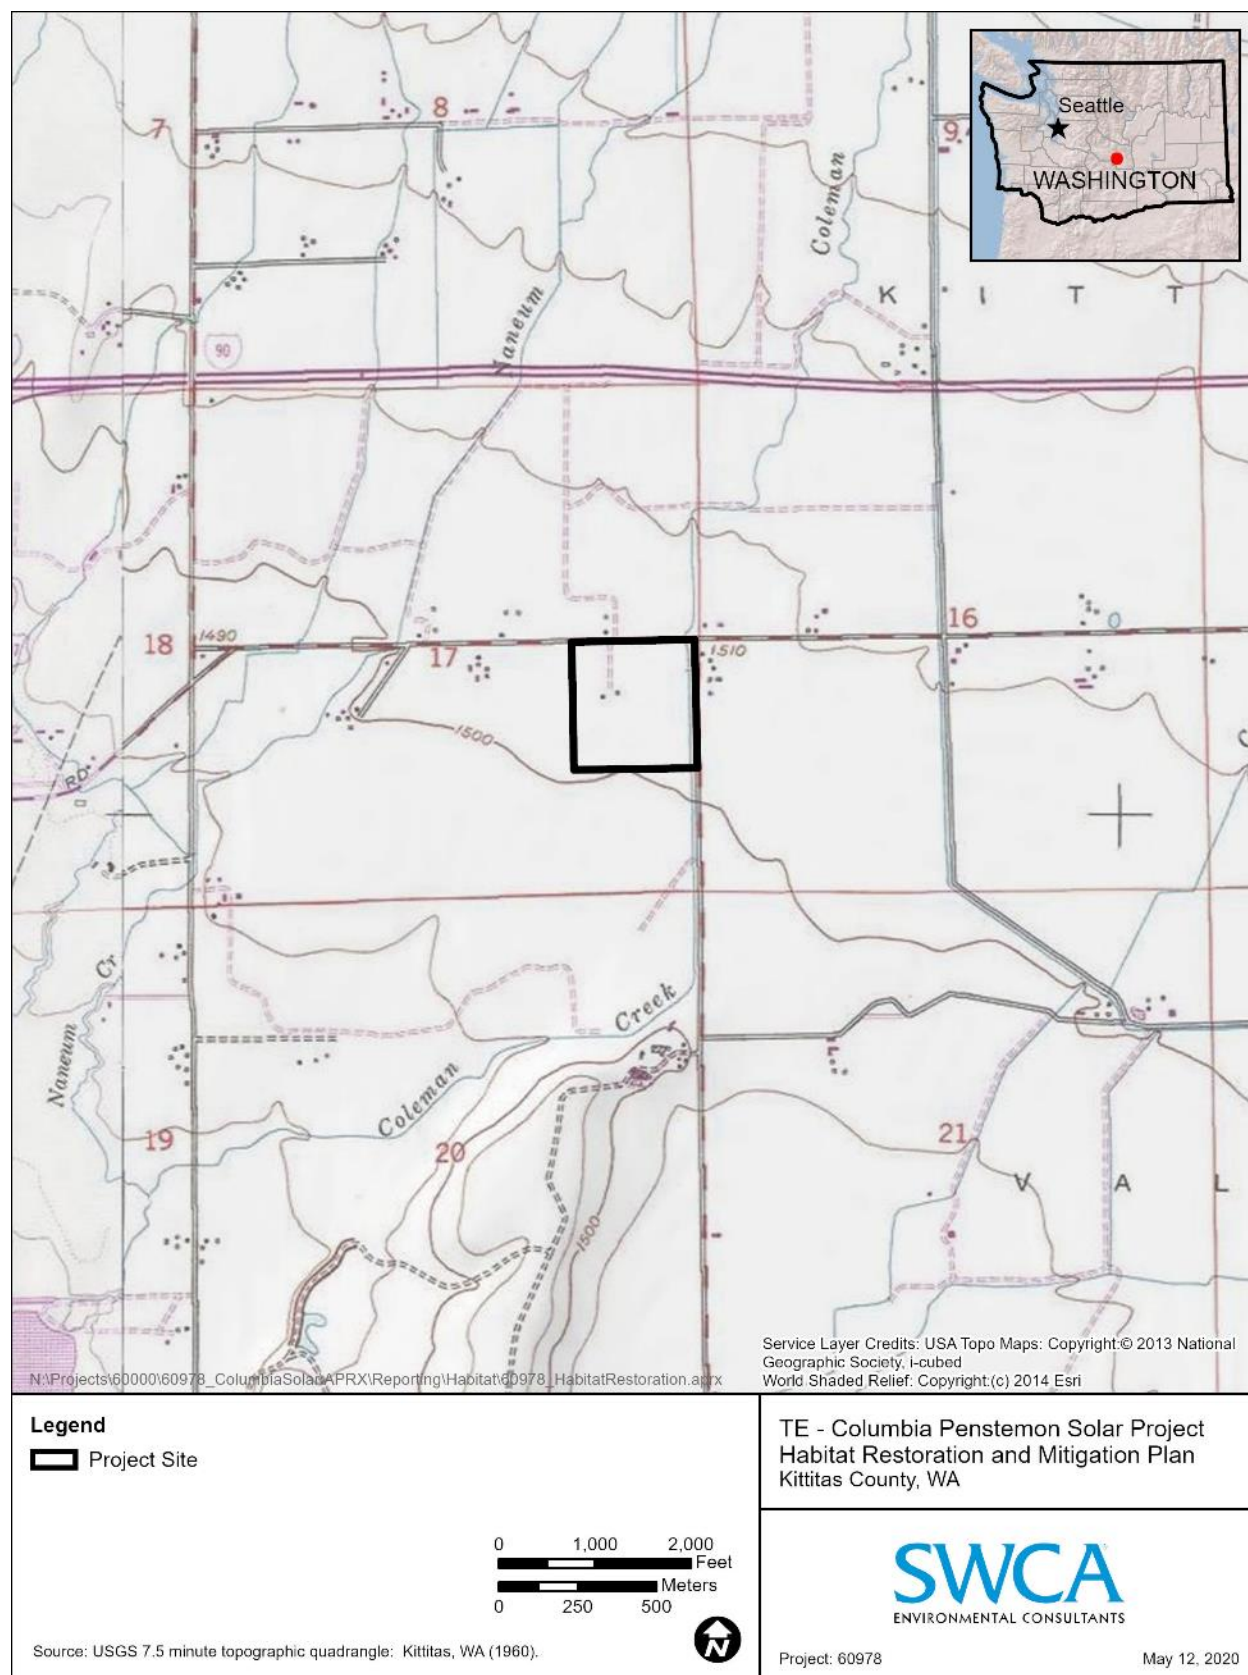 7
8
9
Seattle
WASHINGTON
Coleman
K I T T
Naneum
90
18
1490
17
16
1510
1500
RD
Cr
Naneum
Creek
Coleman
19
20
21
V A L
1500
Service Layer Credits: USA Topo Maps: Copyright:© 2013 National
Geographic Society, i-cubed
World Shaded Relief: Copyright:(c) 2014 Esri
N:\Projects\60000\60978_ColumbiaSolar\APRX\Reporting\Habitat\60978_HabitatRestoration.aprx
Legend
Project Site
0 1,000 2,000
Feet
Meters
0 250 500
N
Source: USGS 7.5 minute topographic quadrangle: Kittitas, WA (1960).
TE - Columbia Penstemon Solar Project
Habitat Restoration and Mitigation Plan
Kittitas County, WA
SWCA
ENVIRONMENTAL CONSULTANTS
Project: 60978
May 12, 2020